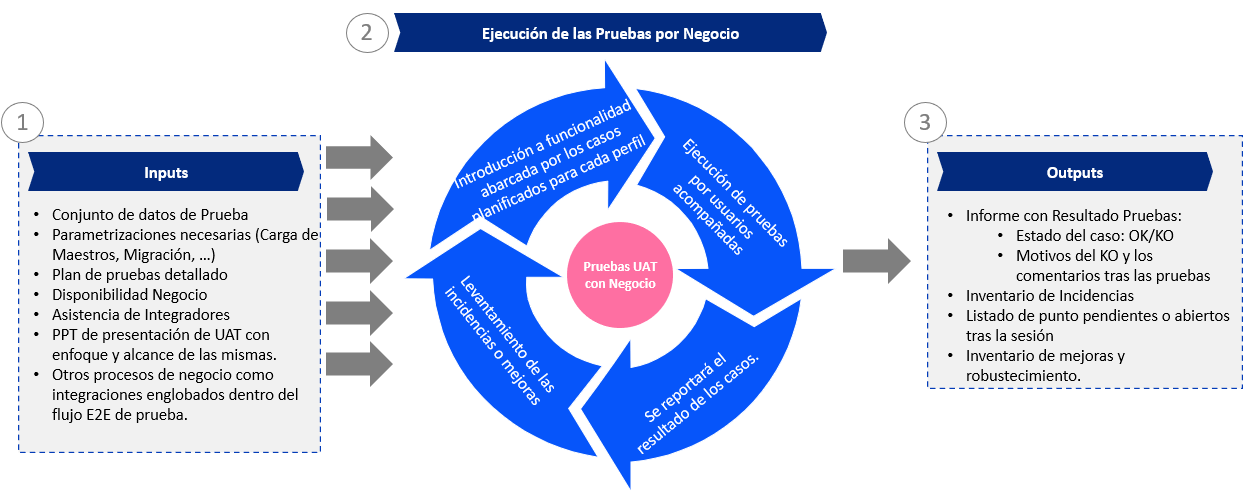 1
Inputs
• Conjunto de datos de Prueba
• Parametrizaciones necesarias (Carga de
Maestros, Migración, …)
• Plan de pruebas detallado
• Disponibilidad Negocio
• Asistencia de Integradores
• PPT de presentación de UAT con
enfoque y alcance de las mismas.
• Otros procesos de negocio como
integraciones englobados dentro del
flujo E2E de prueba.
2
Ejecución de las Pruebas por Negocio
Introducción a funcionalidad
abarcada por los casos
planificados para cada perfil
Ejecución de pruebas
por usuarios
acompañadas
Se reportará el
resultado de los casos.
Levantamiento de las
incidencias o mejoras
Pruebas UAT
con Negocio
3
Outputs
• Informe con Resultado Pruebas:
• Estado del caso: OK/KO
• Motivos del KO y los
comentarios tras las pruebas
• Inventario de Incidencias
• Listado de punto pendientes o abiertos
tras la sesión
• Inventario de mejoras y
robustecimiento.